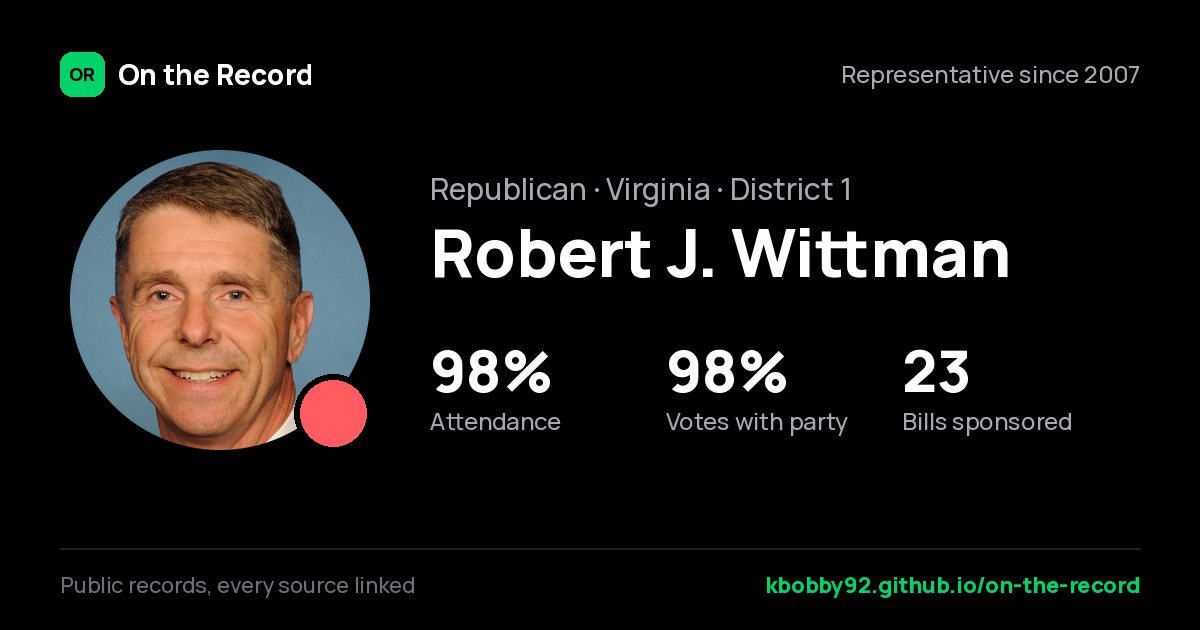 OR On the Record
Representative since 2007
Republican · Virginia · District 1
Robert J. Wittman
98% 98% 23
Attendance Votes with party Bills sponsored
Public records, every source linked
kbobby92.github.io/on-the-record